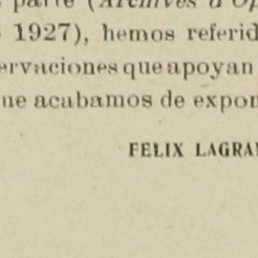 parte (Archives d'Op
1927), hemos referid
ervaciones que apoyan
ue acabamos de expon
FELIX LAGRA